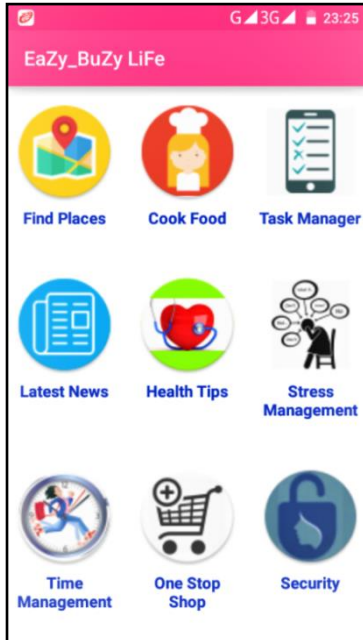 G 3G 23:25
EaZy_BuZy LiFe
Find Places Cook Food Task Manager
Latest News Health Tips Stress
Management
Time One Stop Security
Management Shop